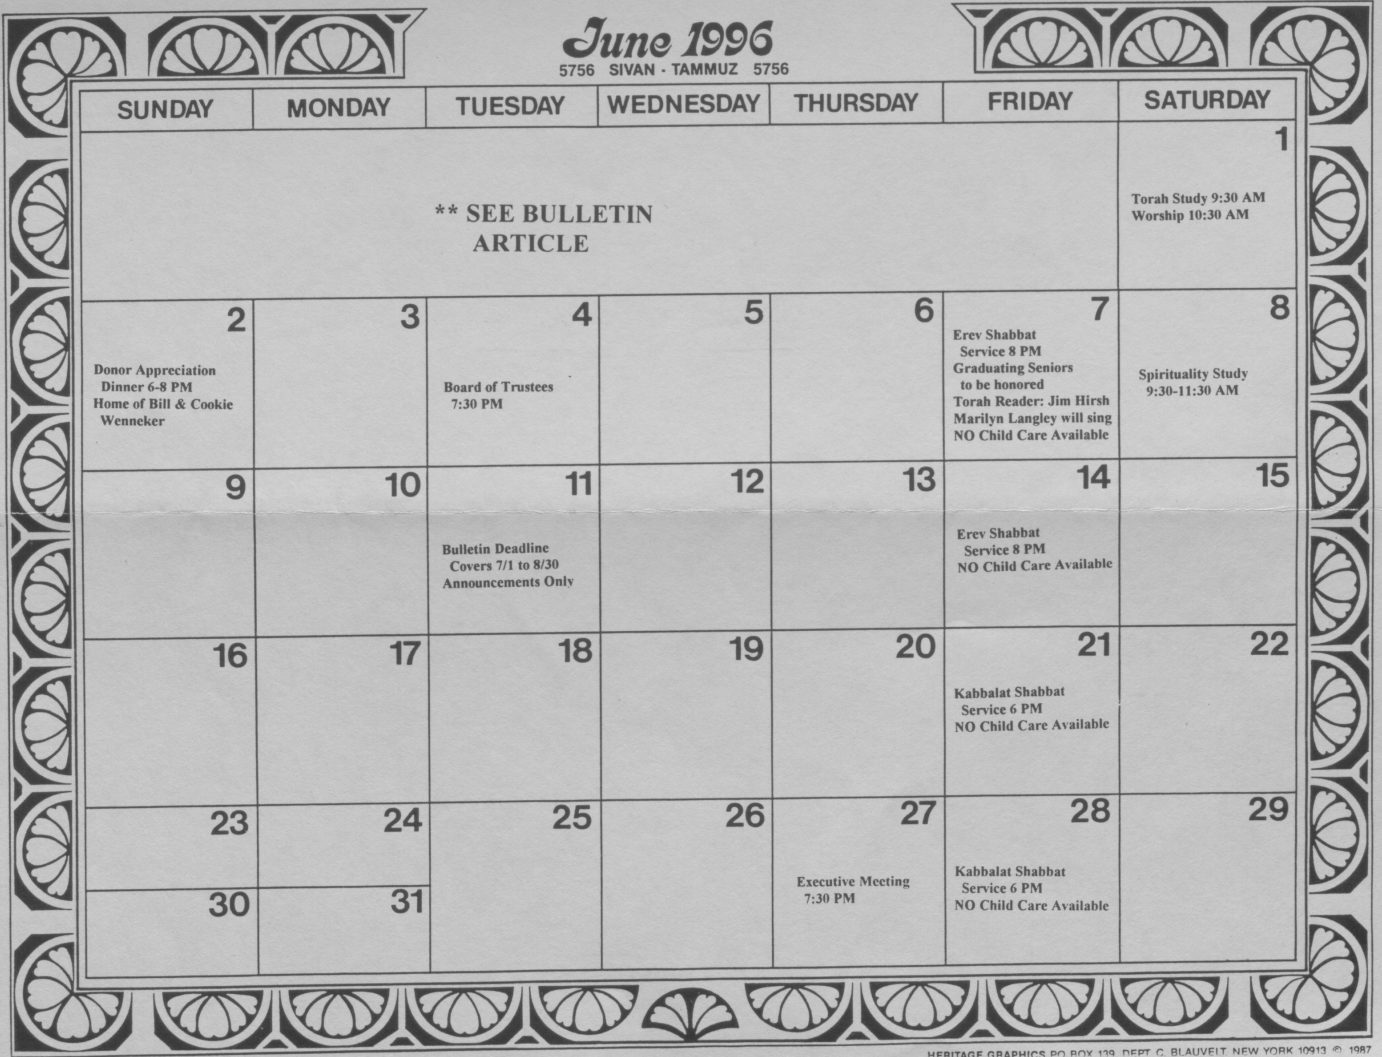 June 1996
5756 SIVAN - TAMMUZ 5756
SUNDAY MONDAY TUESDAY WEDNESDAY THURSDAY FRIDAY SATURDAY
** SEE BULLETIN
ARTICLE
1
Torah Study 9:30 AM
Worship 10:30 AM
2
Donor Appreciation
Dinner 6-8 PM
Home of Bill & Cookie
Wenneker
3
4
Board of Trustees
7:30 PM
5
6
7
Erev Shabbat
Service 8 PM
Graduating Seniors
to be honored
Torah Reader: Jim Hirsh
Marilyn Langley will sing
NO Child Care Available
8
Spirituality Study
9:30-11:30 AM
9
10
11
Bulletin Deadline
Covers 7/1 to 8/30
Announcements Only
12
13
14
Erev Shabbat
Service 8 PM
NO Child Care Available
15
16
17
18
19
20
21
Kabbalat Shabbat
Service 6 PM
NO Child Care Available
22
23
24
25
26
27
Executive Meeting
7:30 PM
28
Kabbalat Shabbat
Service 6 PM
NO Child Care Available
29
30
31
HERITAGE GRAPHICS PO BOX 139, DEPT C, BLAUVELT, NEW YORK 10913 © 1987